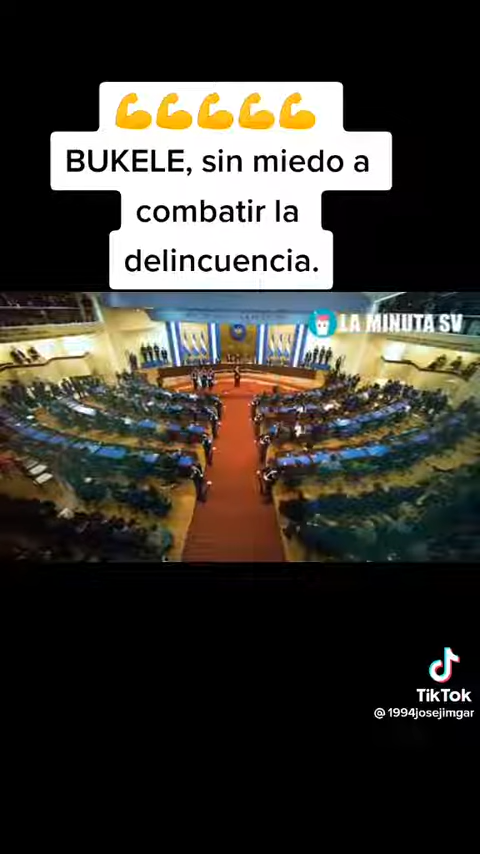 💪💪💪💪💪
BUKELE, sin miedo a
combatir la
delincuencia.
LA MINUTA SV
TikTok
@1994josejimgar